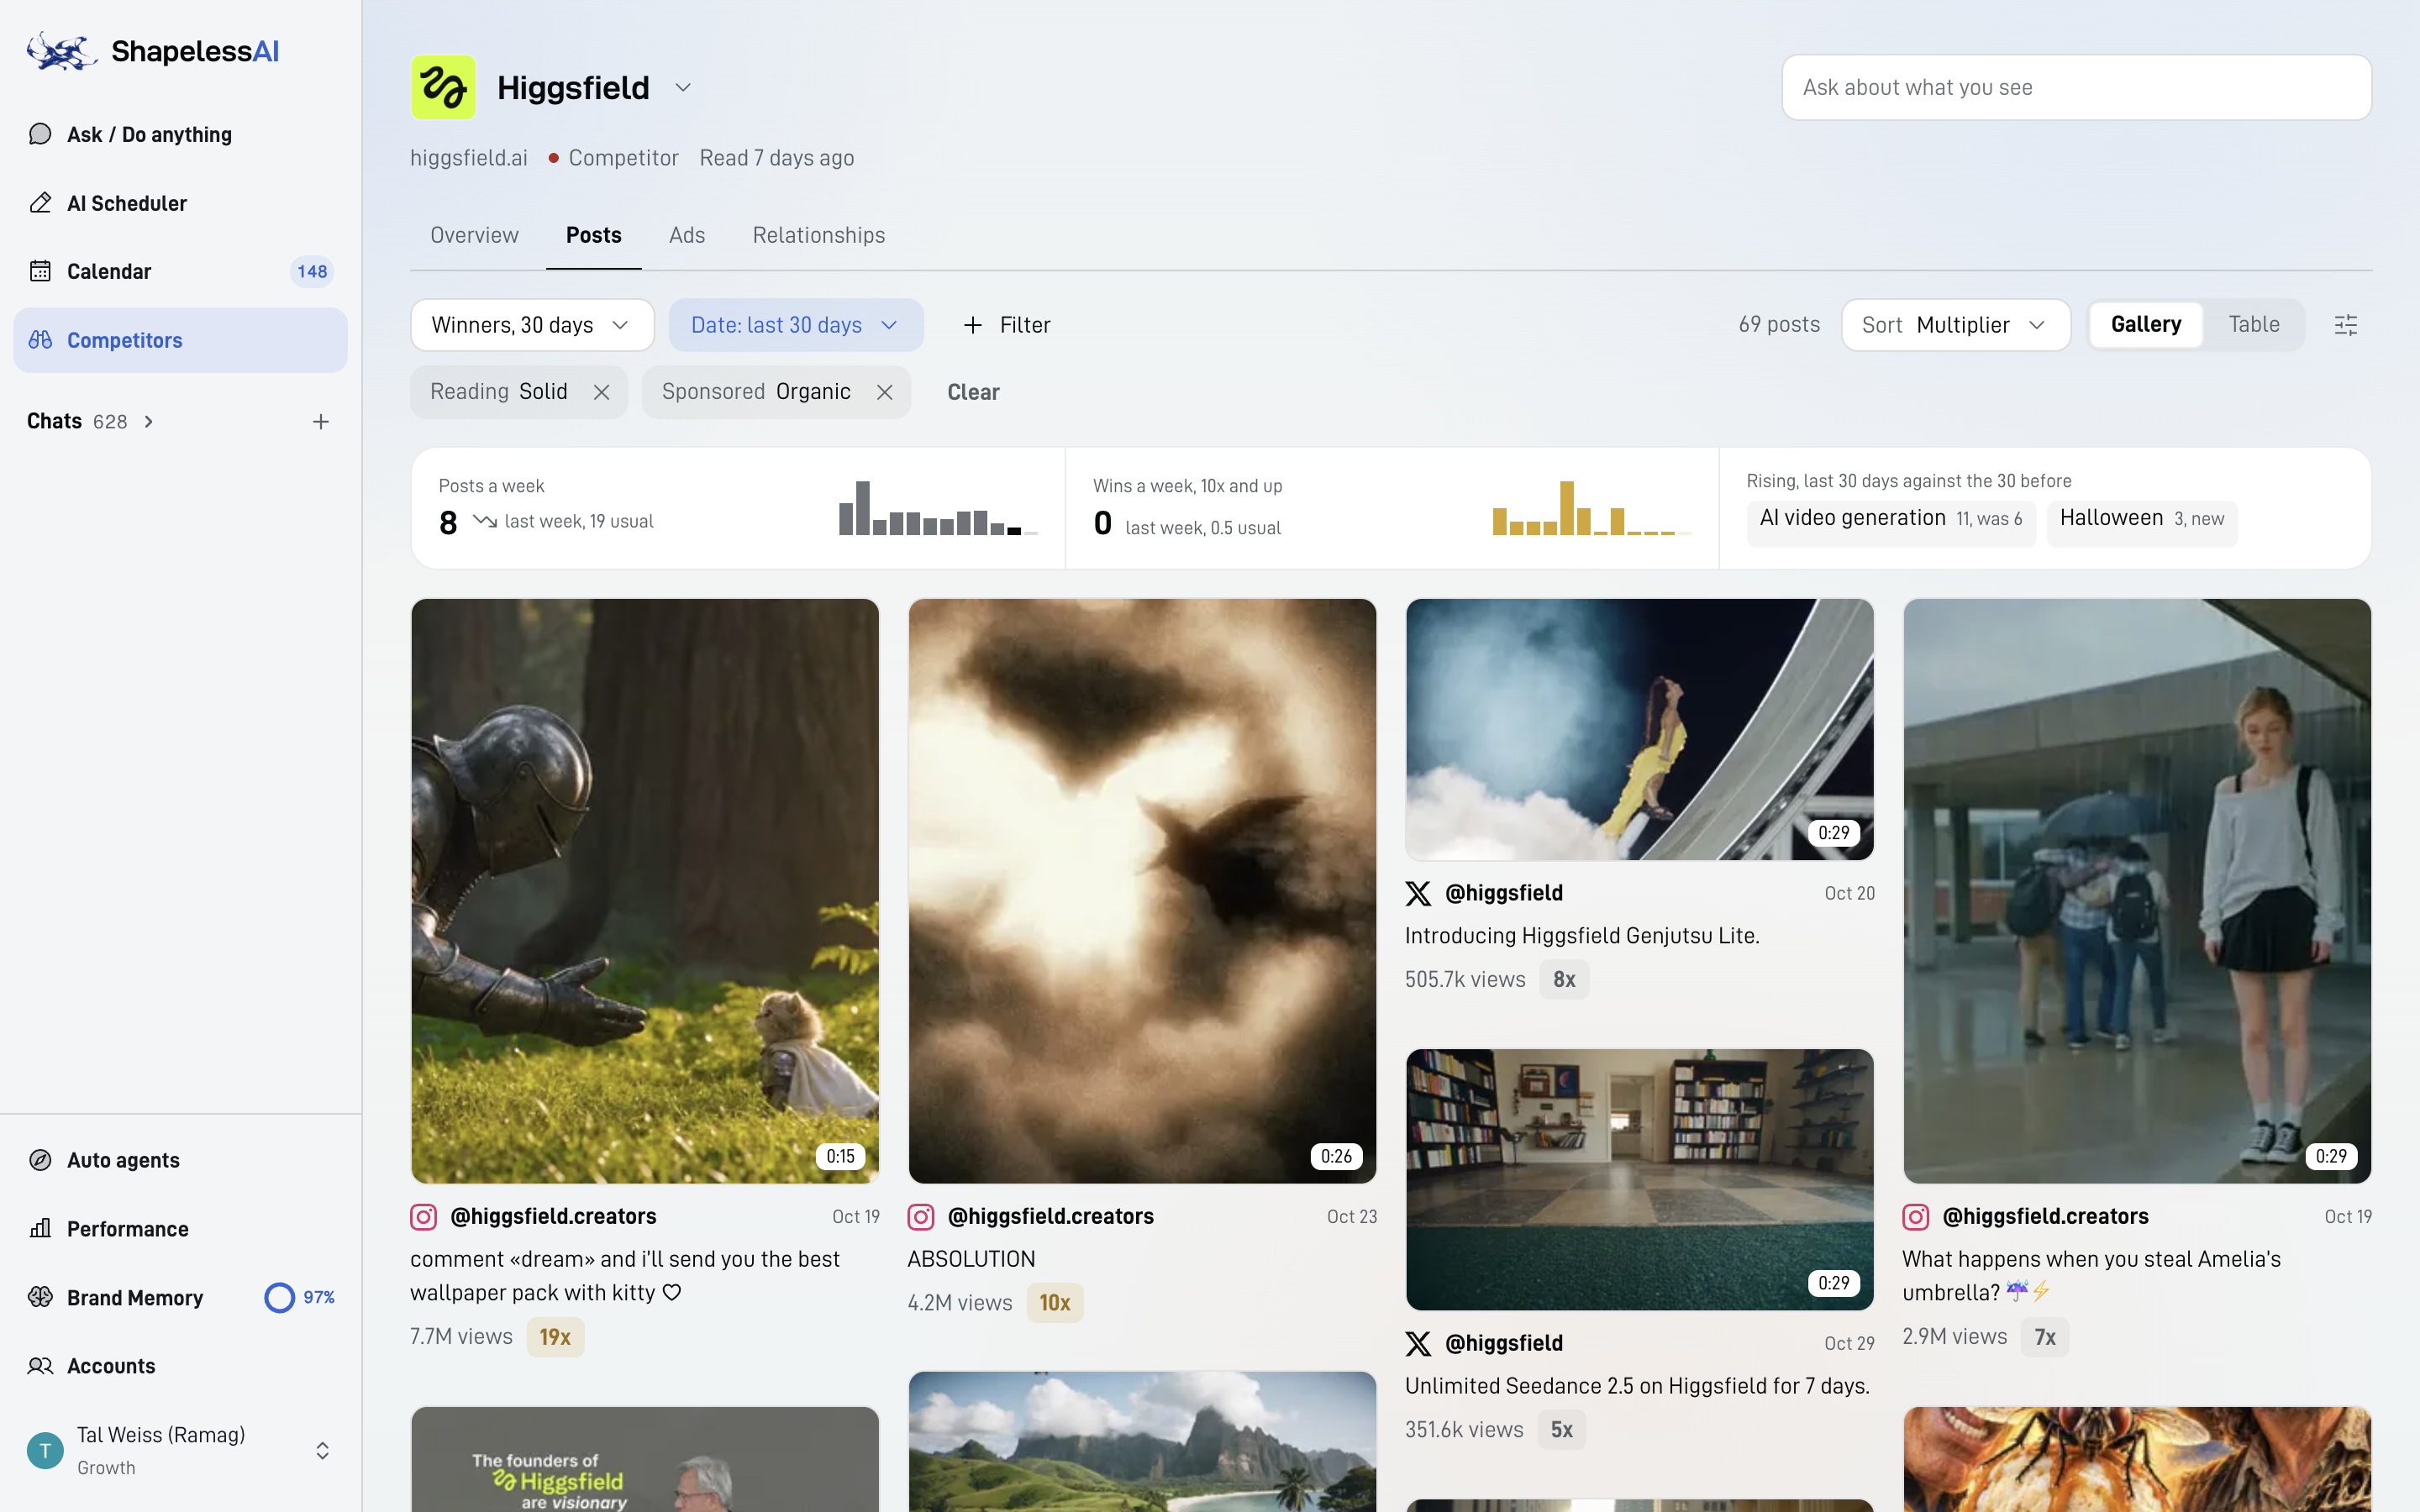 ShapelessAI
Ask / Do anything
AI Scheduler
Calendar 148
Competitors
Chats 628
Auto agents
Performance
Brand Memory 97%
Accounts
T
Tal Weiss (Ramag)
Growth
Higgsfield
Ask about what you see
higgsfield.ai Competitor Read 7 days ago
Overview Posts Ads Relationships
Winners, 30 days Date: last 30 days + Filter 69 posts Sort Multiplier Gallery Table
Reading Solid Sponsored Organic Clear
Posts a week
8 last week, 19 usual
Wins a week, 10x and up
0 last week, 0.5 usual
Rising, last 30 days against the 30 before
AI video generation 11, was 6 Halloween 3, new
0:15
@higgsfield.creators Oct 19
comment «dream» and i'll send you the best
wallpaper pack with kitty ♡
7.7M views 19x
The founders of
Higgsfield
are visionary
0:26
@higgsfield.creators Oct 23
ABSOLUTION
4.2M views 10x
0:29
@higgsfield Oct 20
Introducing Higgsfield Genjutsu Lite.
505.7k views 8x
0:29
@higgsfield Oct 29
Unlimited Seedance 2.5 on Higgsfield for 7 days.
351.6k views 5x
0:29
@higgsfield.creators Oct 19
What happens when you steal Amelia's
umbrella? ☔⚡
2.9M views 7x